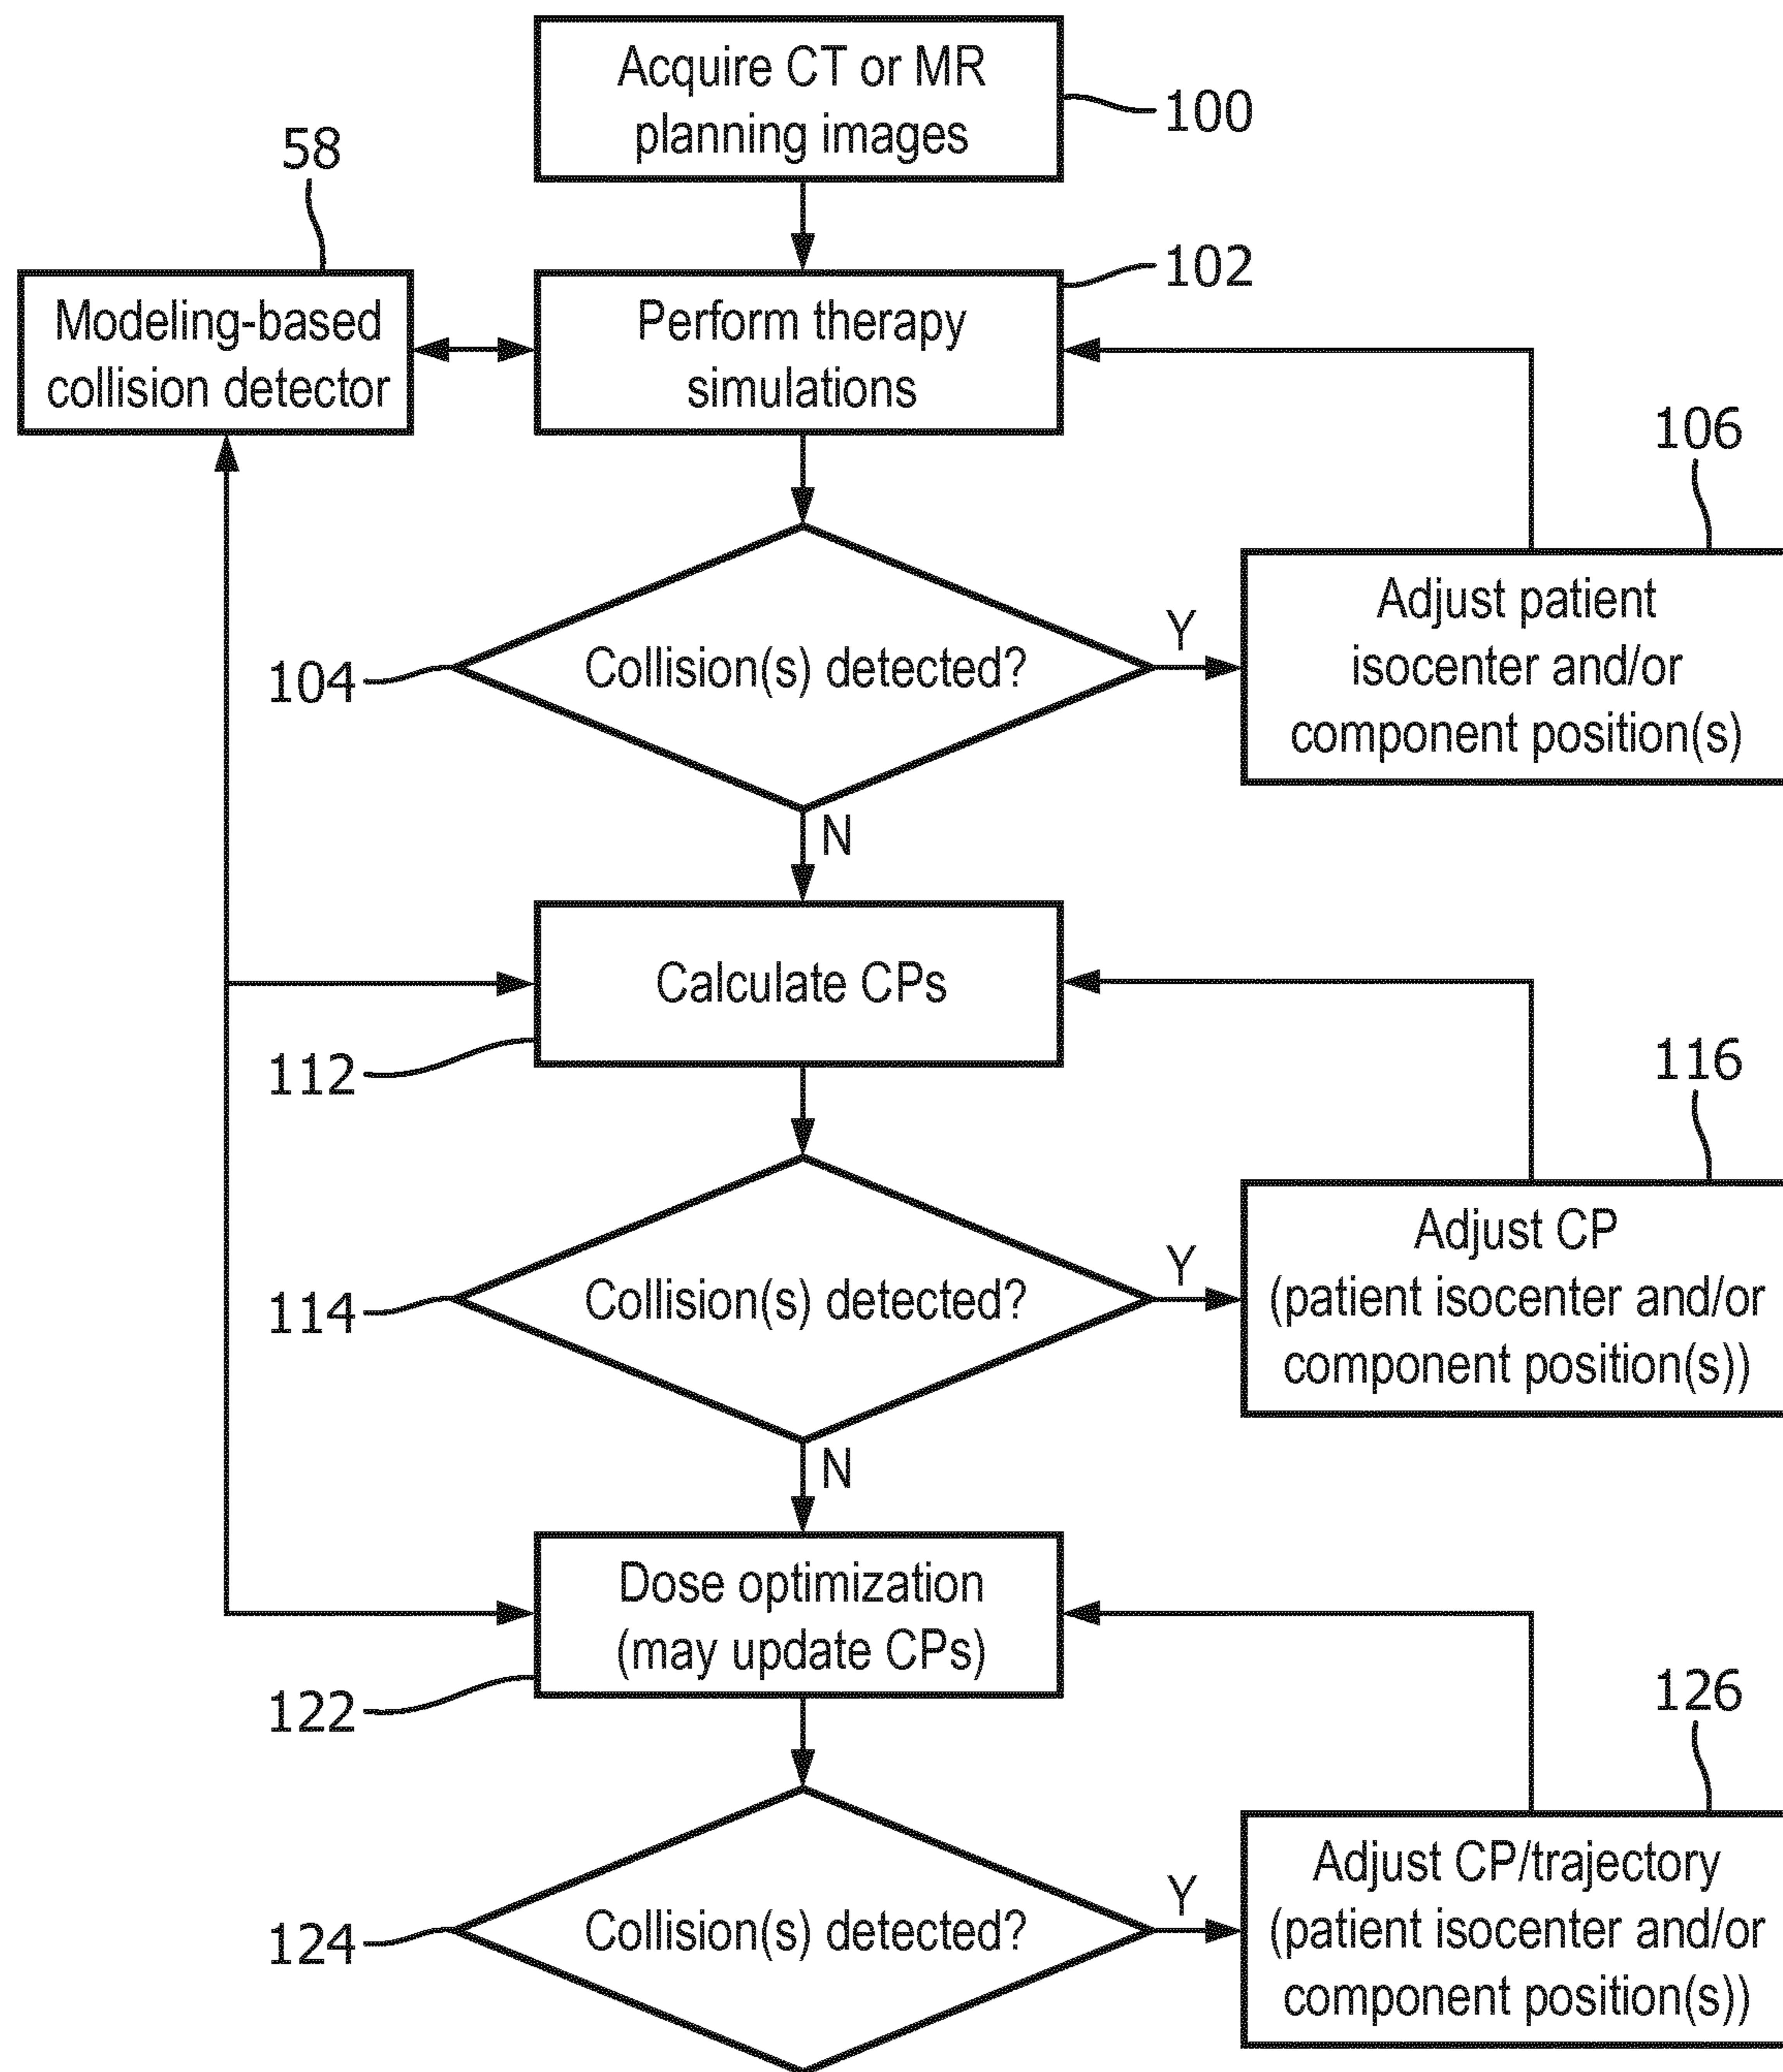 Acquire CT or MR
planning images
100
58
Modeling-based
collision detector
Perform therapy
simulations
102
106
Adjust patient
isocenter and/or
component position(s)
Collision(s) detected?
104
Y
N
Calculate CPs
112
116
Adjust CP
(patient isocenter and/or
component position(s))
Collision(s) detected?
114
Y
N
Dose optimization
(may update CPs)
122
126
Adjust CP/trajectory
(patient isocenter and/or
component position(s))
Collision(s) detected?
124
Y